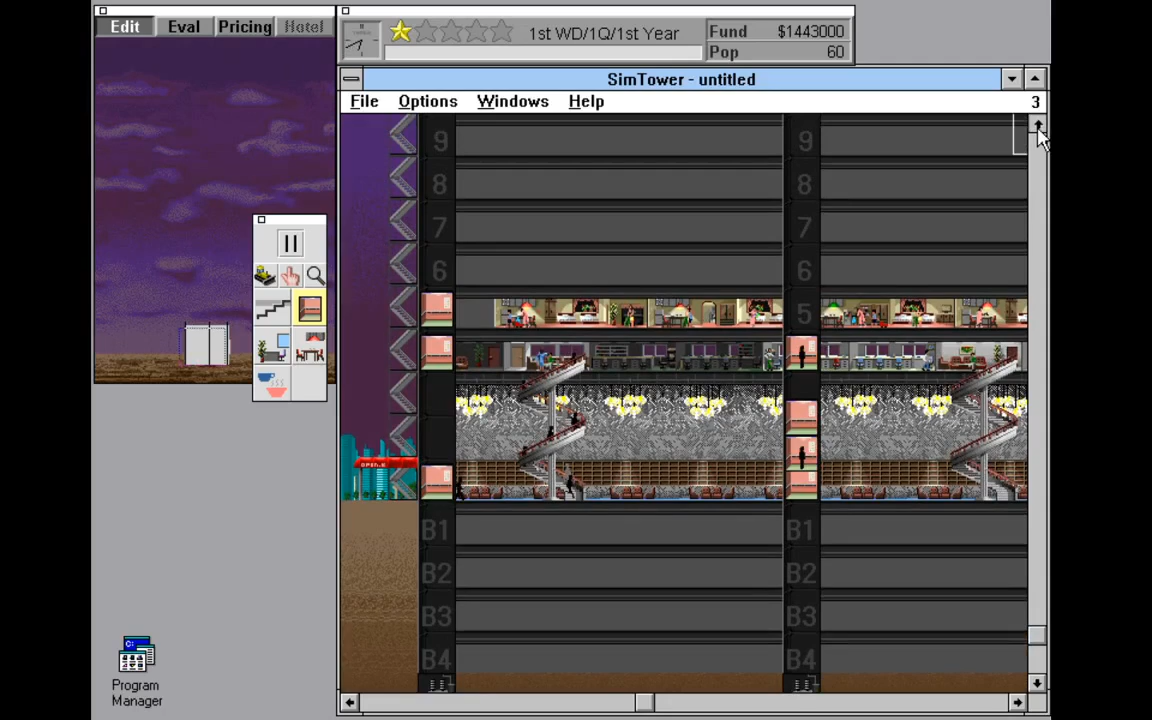 Edit Eval Pricing Hotel
1st WD/1Q/1st Year
Fund $1443000
Pop 60
SimTower - untitled
File Options Windows Help 3
9 9
8 8
7 7
6 6
5
OPEN.K
B1 B1
B2 B2
B3 B3
B4 B4
C:\
Program
Manager